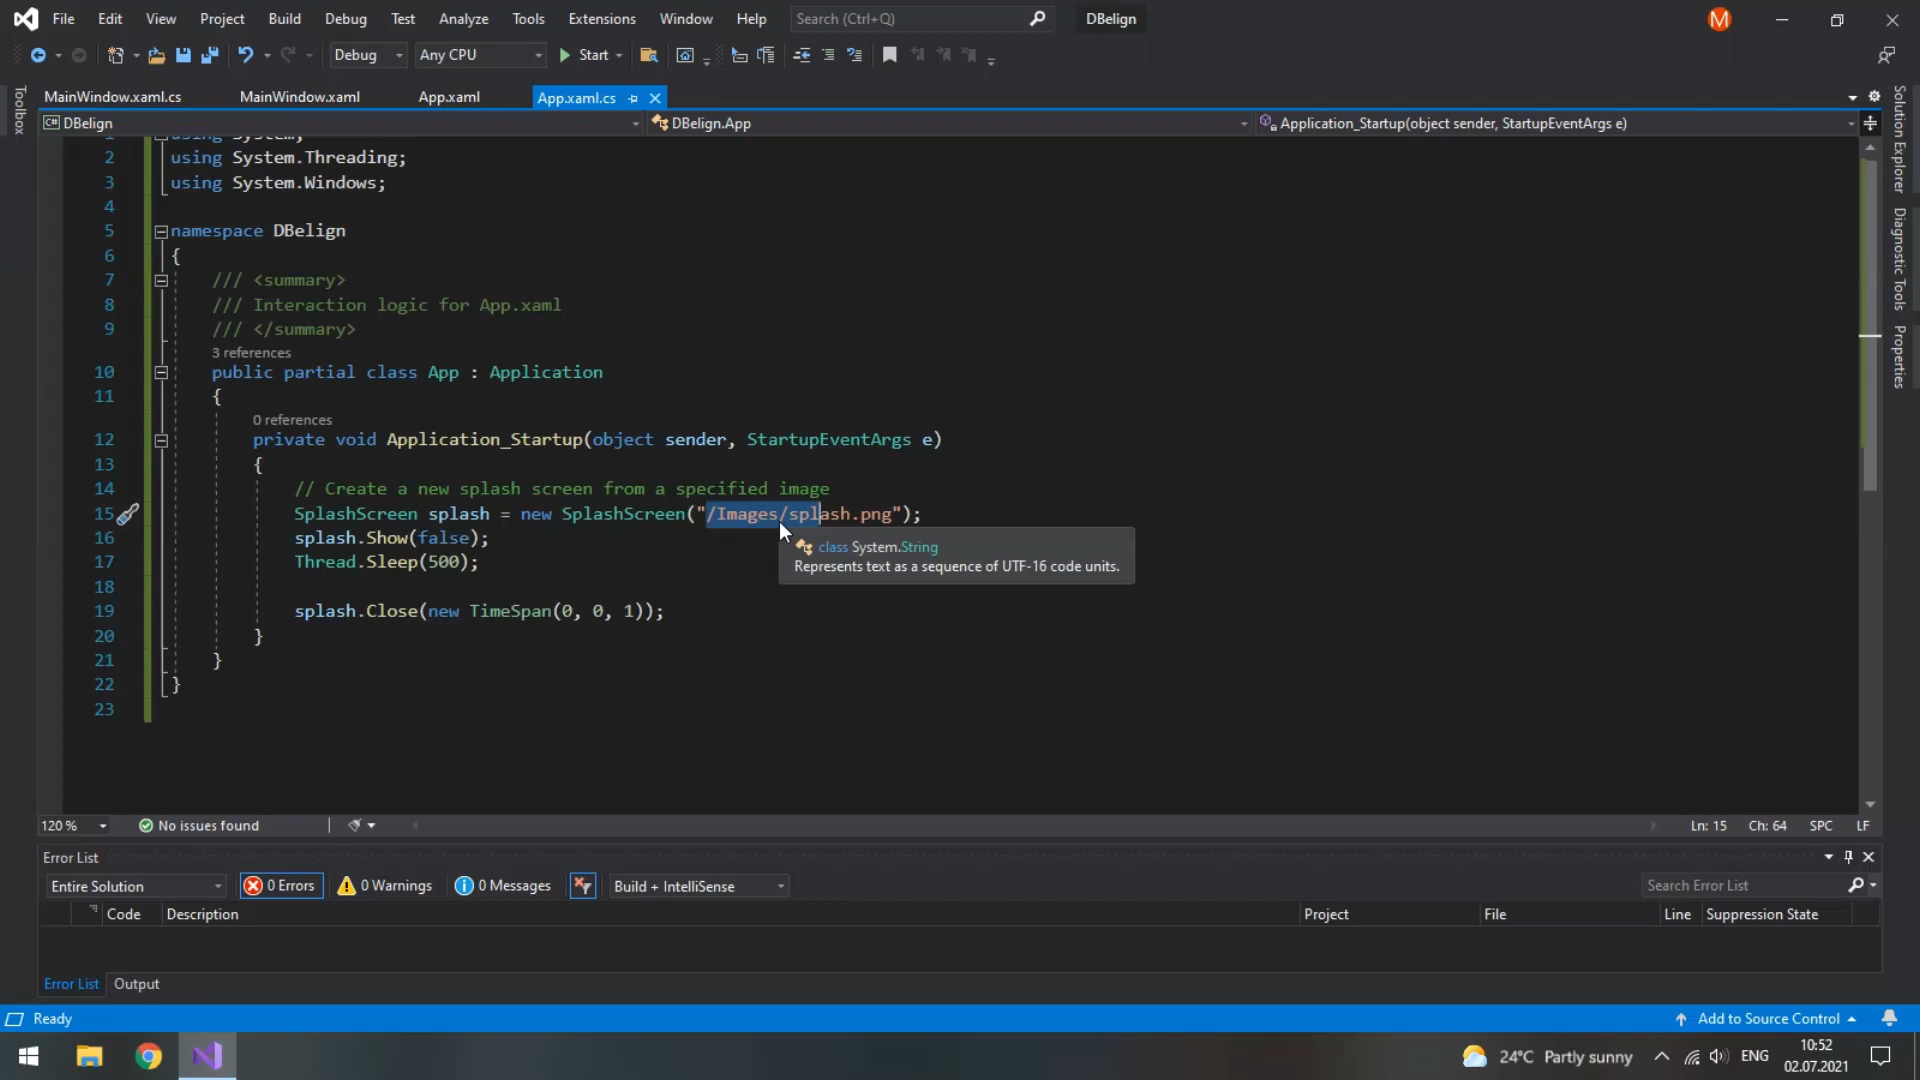 File Edit View Project Build Debug Test Analyze Tools Extensions Window Help Search (Ctrl+Q) DBelign M
Debug Any CPU Start
Toolbox
MainWindow.xaml.cs MainWindow.xaml App.xaml App.xaml.cs
C# DBelign DBelign.App Application_Startup(object sender, StartupEventArgs e)
1 using System;
2 using System.Threading;
3 using System.Windows;
4
5 namespace DBelign
6 {
7 /// <summary>
8 /// Interaction logic for App.xaml
9 /// </summary>
3 references
10 public partial class App : Application
11 {
0 references
12 private void Application_Startup(object sender, StartupEventArgs e)
13 {
14 // Create a new splash screen from a specified image
15 SplashScreen splash = new SplashScreen("/Images/splash.png");
16 splash.Show(false);
17 Thread.Sleep(500);
18
19 splash.Close(new TimeSpan(0, 0, 1));
20 }
21 }
22 }
23
class System.String
Represents text as a sequence of UTF-16 code units.
Solution Explorer
Diagnostic Tools
Properties
120 % No issues found Ln: 15 Ch: 64 SPC LF
Error List
Entire Solution 0 Errors 0 Warnings 0 Messages Build + IntelliSense Search Error List
Code Description Project File Line Suppression State
Error List Output
Ready Add to Source Control
24°C Partly sunny ENG 10:52
02.07.2021